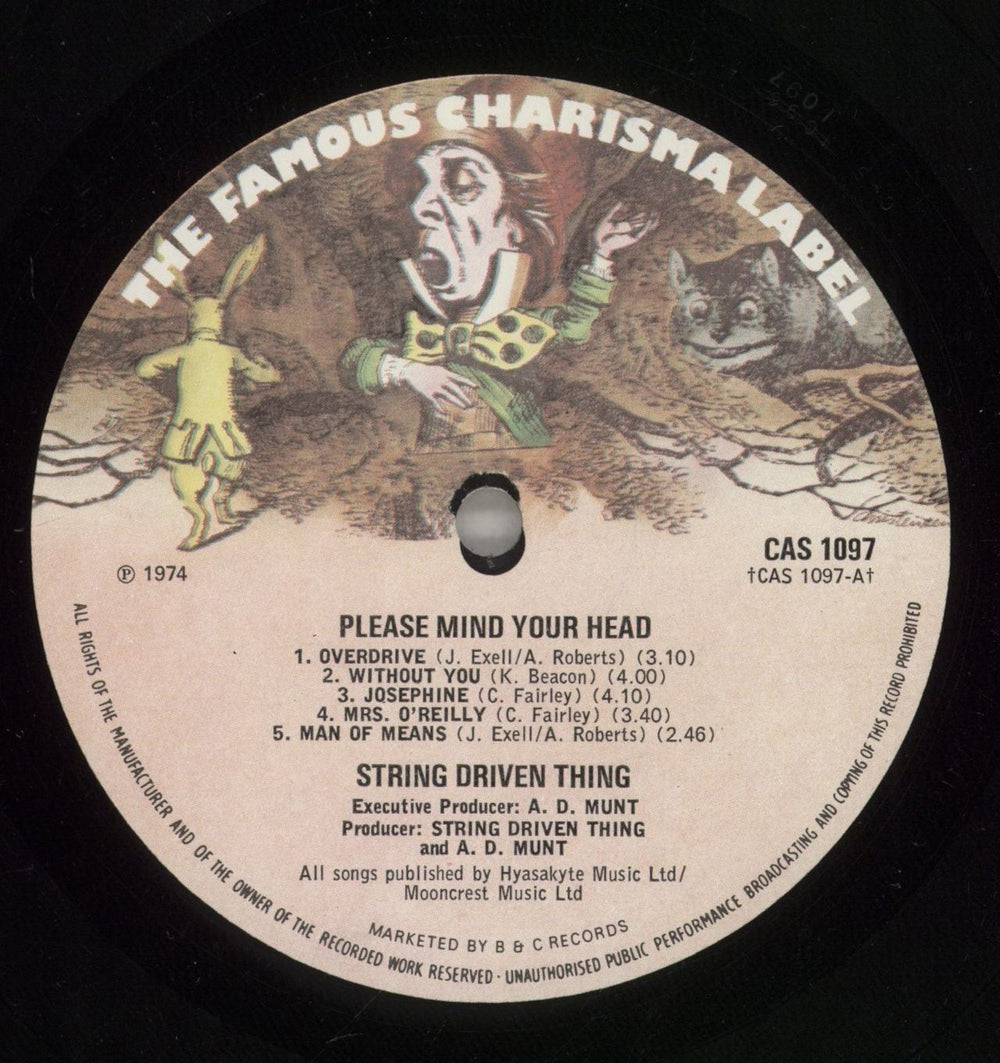 THE FAMOUS CHARISMA LABEL
℗ 1974
CAS 1097
†CAS 1097-A†
PLEASE MIND YOUR HEAD
1. OVERDRIVE (J. Exell/A. Roberts) (3.10)
2. WITHOUT YOU (K. Beacon) (4.00)
3. JOSEPHINE (C. Fairley) (4.10)
4. MRS. O'REILLY (C. Fairley) (3.40)
5. MAN OF MEANS (J. Exell/A. Roberts) (2.46)
STRING DRIVEN THING
Executive Producer: A. D. MUNT
Producer: STRING DRIVEN THING
and A. D. MUNT
All songs published by Hyasakyte Music Ltd/
Mooncrest Music Ltd
MARKETED BY B & C RECORDS
ALL RIGHTS OF THE MANUFACTURER AND OF THE OWNER OF THE RECORDED WORK RESERVED · UNAUTHORISED PUBLIC PERFORMANCE BROADCASTING AND COPYING OF THIS RECORD PROHIBITED